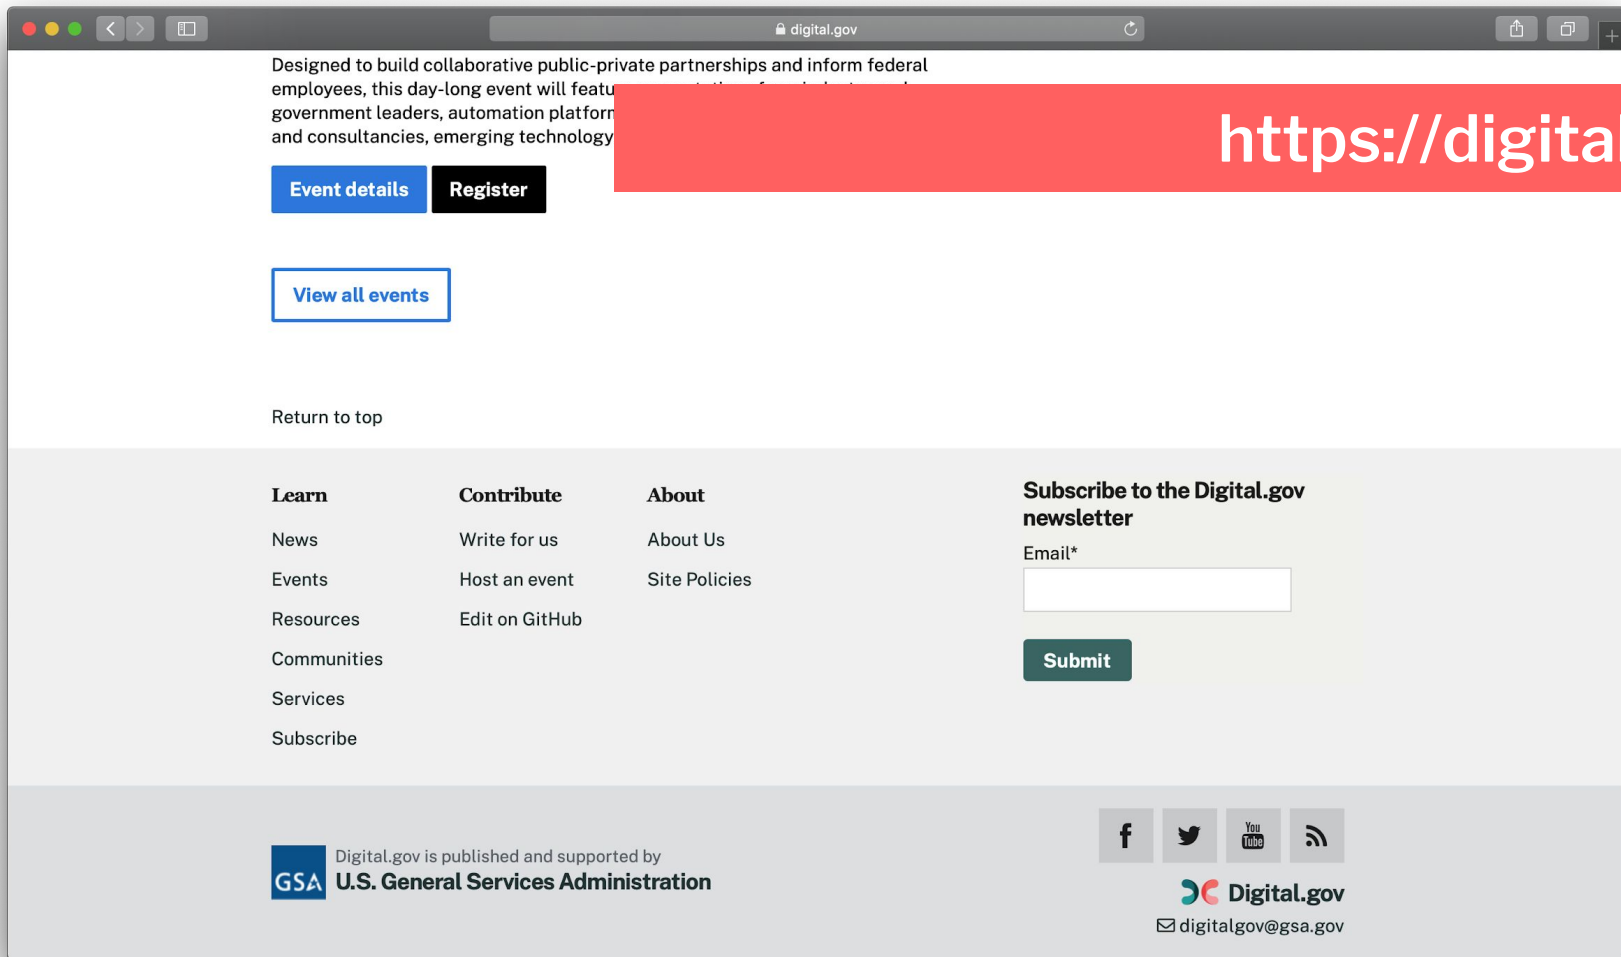 digital.gov
Designed to build collaborative public-private partnerships and inform federal
employees, this day-long event will
government leaders, automation
and consultancies, emerging technology
https://digital
Event details Register
View all events
Return to top
Learn
News
Events
Resources
Communities
Services
Subscribe
Contribute
Write for us
Host an event
Edit on GitHub
About
About Us
Site Policies
Subscribe to the Digital.gov
newsletter
Email*
Submit
GSA
Digital.gov is published and supported by
U.S. General Services Administration
f
You
Tube
Digital.gov
digitalgov@gsa.gov